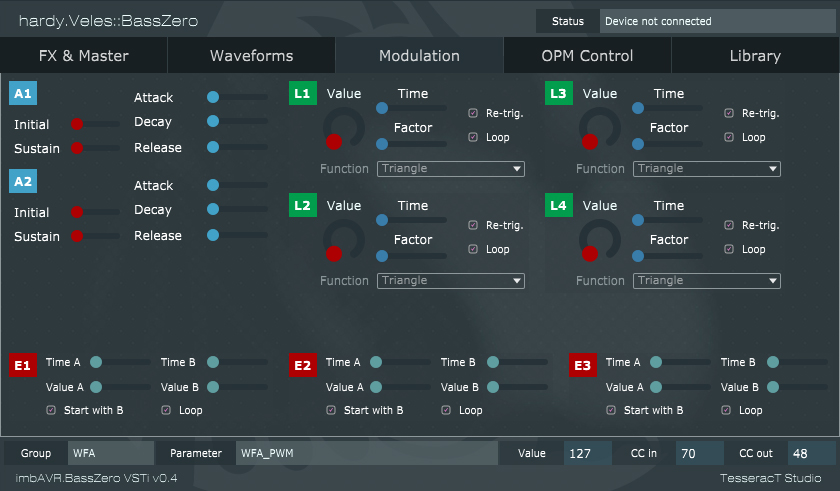 hardy.Veles::BassZero
Status Device not connected
FX & Master Waveforms Modulation OPM Control Library
A1
Attack
Initial
Decay
Sustain
Release
A2
Attack
Initial
Decay
Sustain
Release
L1 Value Time
Re-trig.
Factor
Loop
Function Triangle
L2 Value Time
Re-trig.
Factor
Loop
Function Triangle
L3 Value Time
Re-trig.
Factor
Loop
Function Triangle
L4 Value Time
Re-trig.
Factor
Loop
Function Triangle
E1 Time A Time B
Value A Value B
Start with B Loop
E2 Time A Time B
Value A Value B
Start with B Loop
E3 Time A Time B
Value A Value B
Start with B Loop
Group WFA Parameter WFA_PWM Value 127 CC in 70 CC out 48
imbAVR.BassZero VSTi v0.4 TesseracT Studio